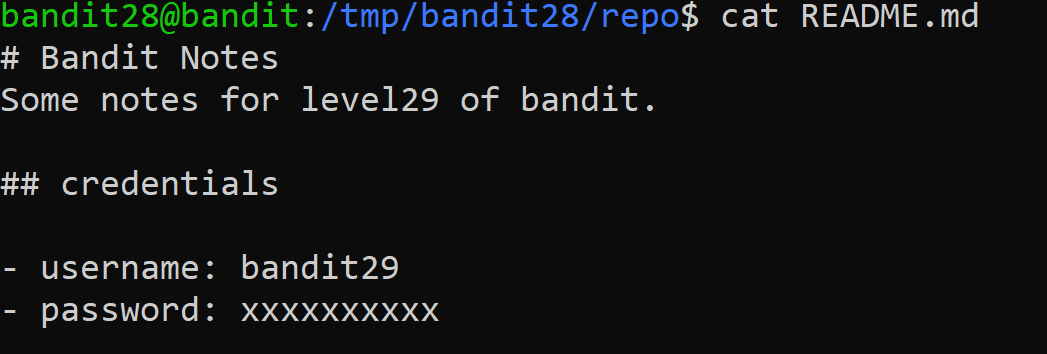 bandit28@bandit:/tmp/bandit28/repo$ cat README.md
# Bandit Notes
Some notes for level29 of bandit.
## credentials
- username: bandit29
- password: xxxxxxxxxx